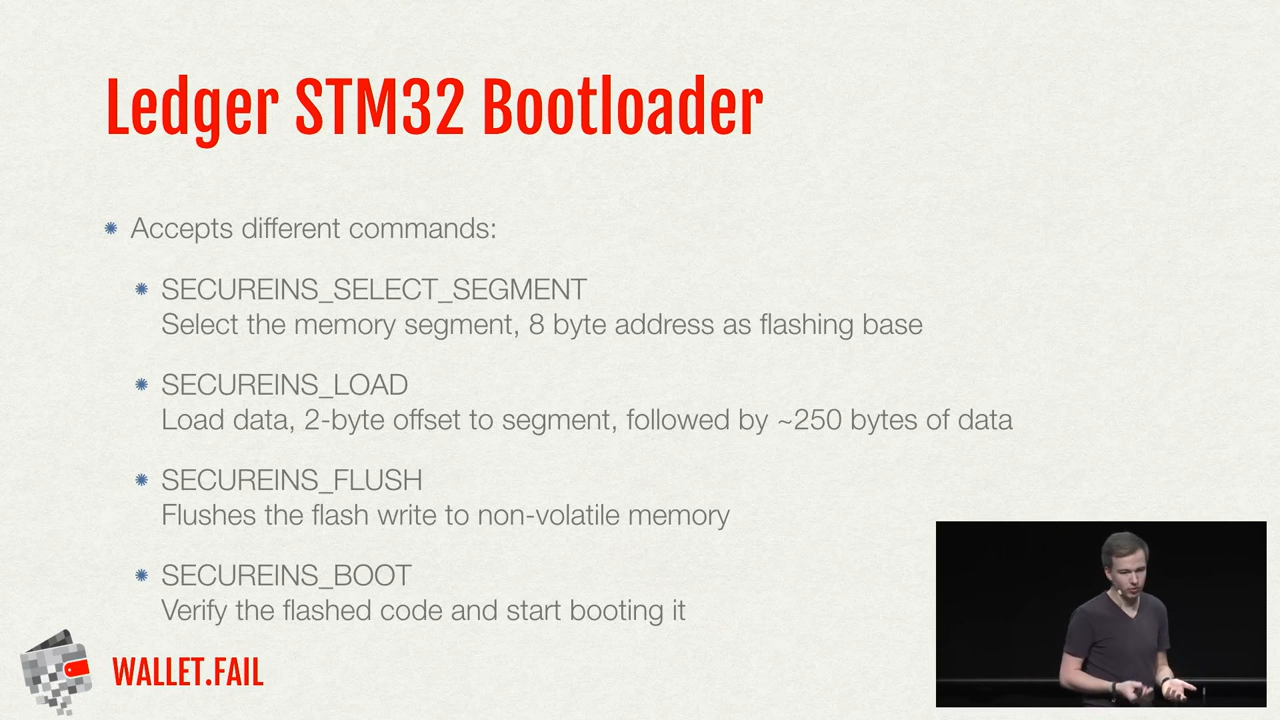 Ledger STM32 Bootloader
Accepts different commands:
SECUREINS_SELECT_SEGMENT
Select the memory segment, 8 byte address as flashing base
SECUREINS_LOAD
Load data, 2-byte offset to segment, followed by ~250 bytes of data
SECUREINS_FLUSH
Flushes the flash write to non-volatile memory
SECUREINS_BOOT
Verify the flashed code and start booting it
WALLET.FAIL